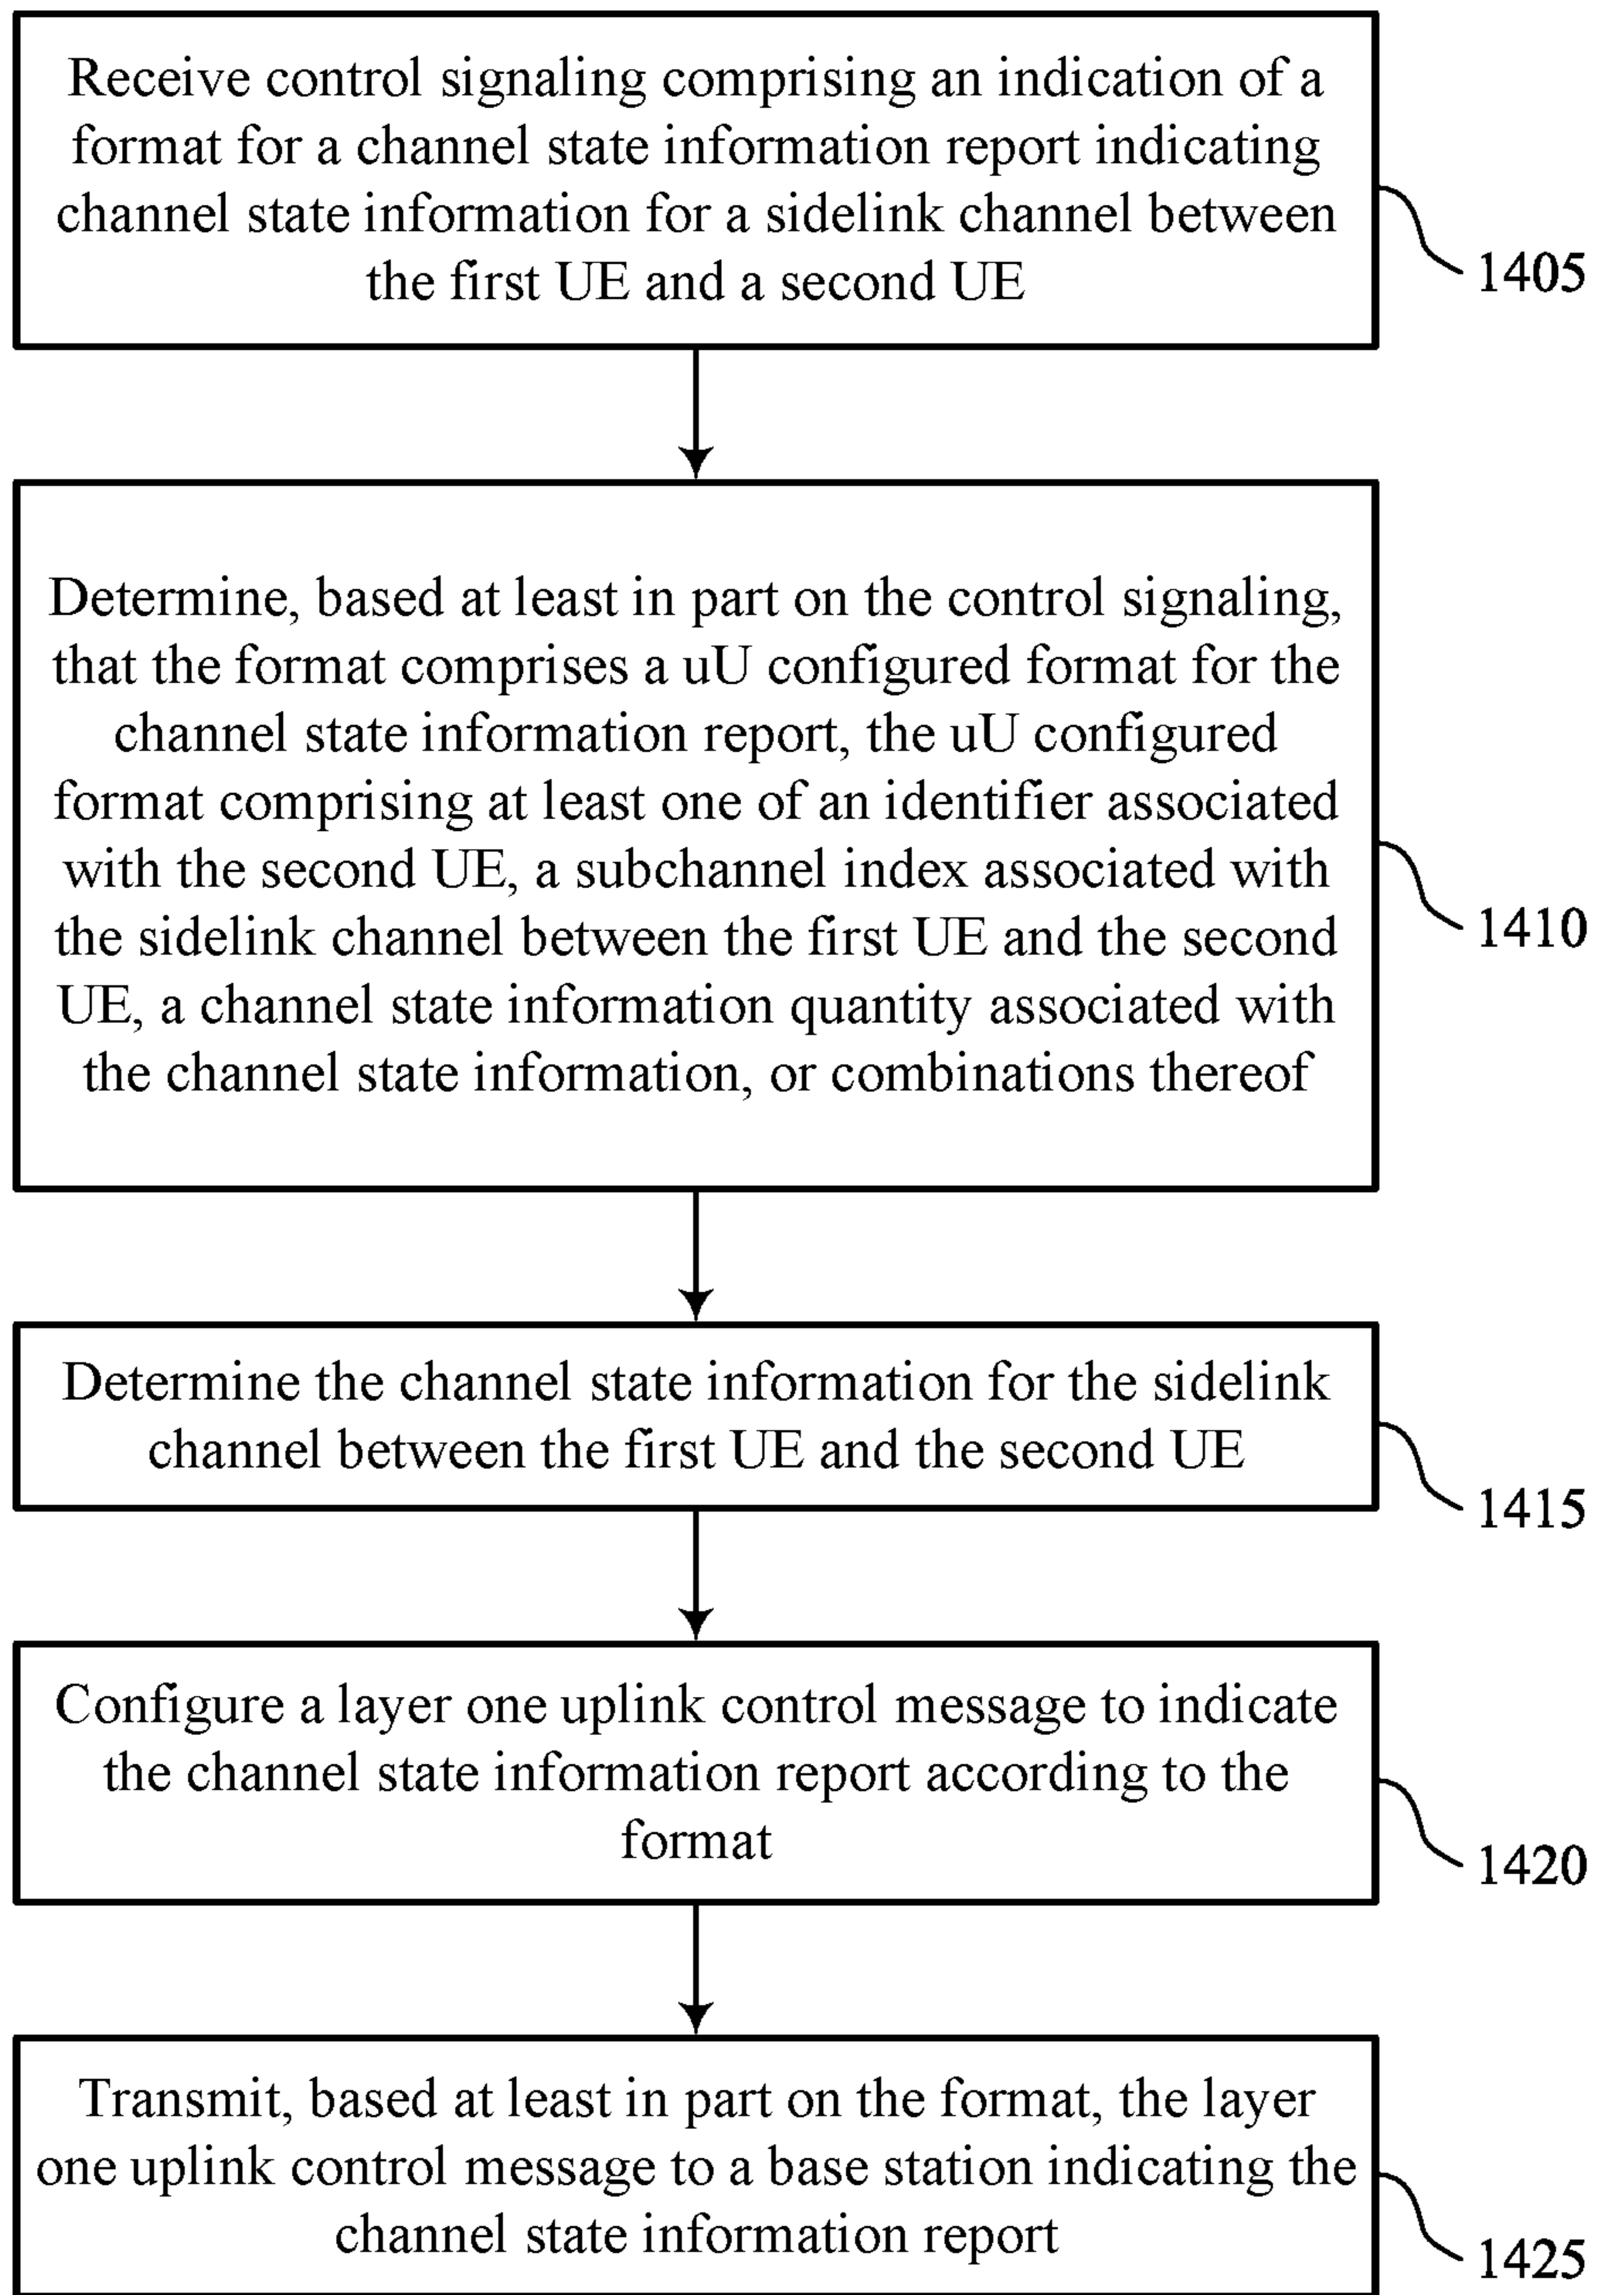 Receive control signaling comprising an indication of a
format for a channel state information report indicating
channel state information for a sidelink channel between
the first UE and a second UE
1405
Determine, based at least in part on the control signaling,
that the format comprises a uU configured format for the
channel state information report, the uU configured
format comprising at least one of an identifier associated
with the second UE, a subchannel index associated with
the sidelink channel between the first UE and the second
UE, a channel state information quantity associated with
the channel state information, or combinations thereof
1410
Determine the channel state information for the sidelink
channel between the first UE and the second UE
1415
Configure a layer one uplink control message to indicate
the channel state information report according to the
format
1420
Transmit, based at least in part on the format, the layer
one uplink control message to a base station indicating the
channel state information report
1425